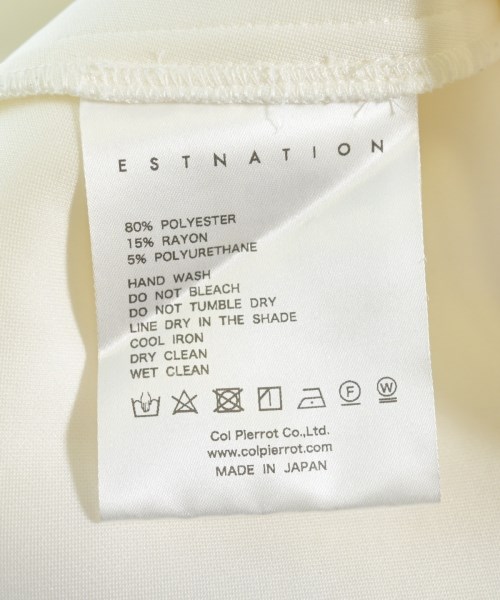 ESTNATION
80% POLYESTER
15% RAYON
5% POLYURETHANE
HAND WASH
DO NOT BLEACH
DO NOT TUMBLE DRY
LINE DRY IN THE SHADE
COOL IRON
DRY CLEAN
WET CLEAN
F W
Col Pierrot Co.,Ltd.
www.colpierrot.com
MADE IN JAPAN